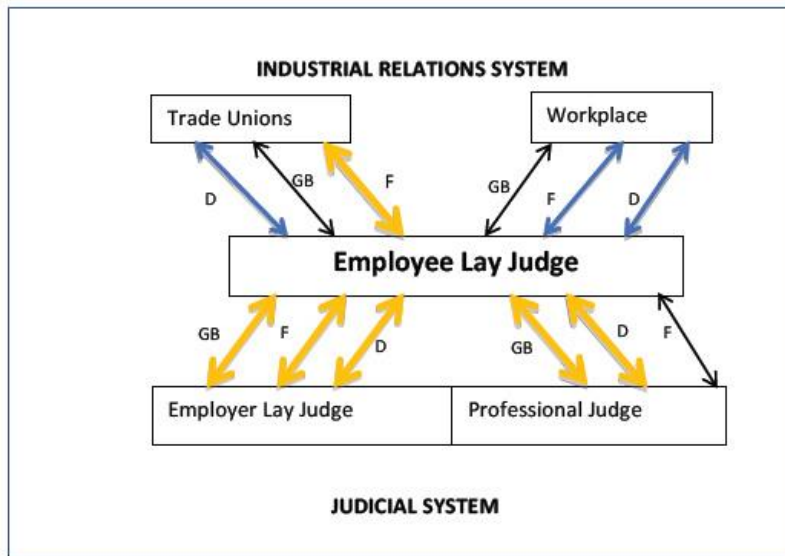 INDUSTRIAL RELATIONS SYSTEM
Trade Unions
Workplace
D
GB
F
GB
F
D
Employee Lay Judge
GB
F
D
GB
D
F
Employer Lay Judge
Professional Judge
JUDICIAL SYSTEM